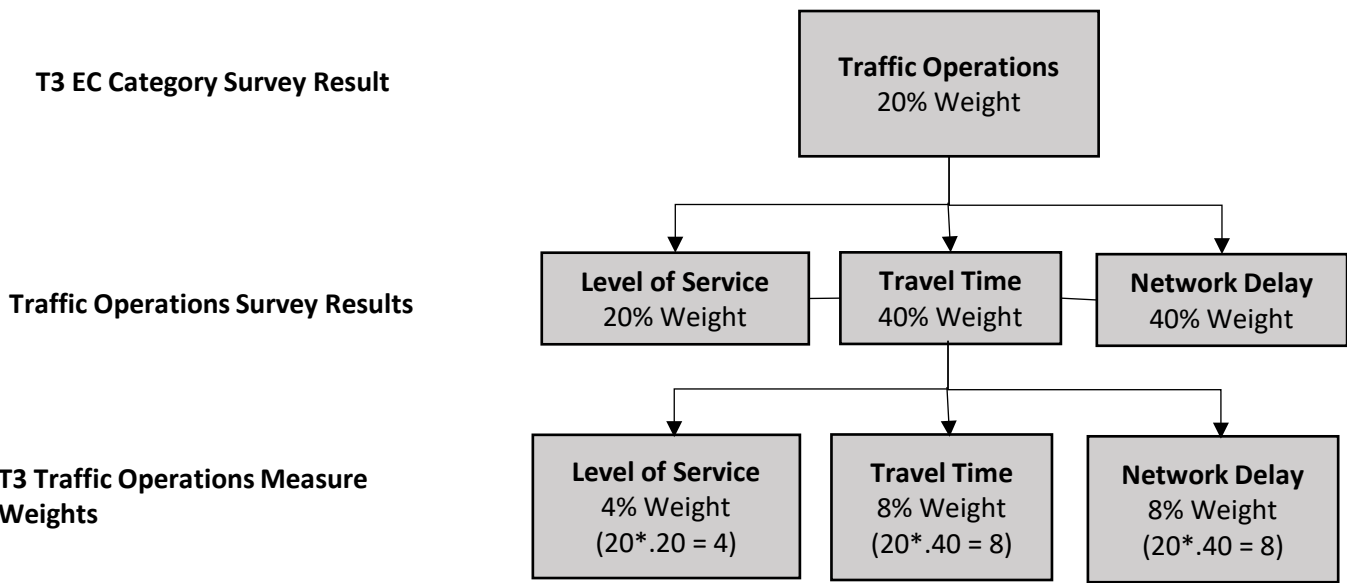 T3 EC Category Survey Result
Traffic Operations
20% Weight
Traffic Operations Survey Results
Level of Service
20% Weight
Travel Time
40% Weight
Network Delay
40% Weight
T3 Traffic Operations Measure
Weights
Level of Service
4% Weight
(20*.20 = 4)
Travel Time
8% Weight
(20*.40 = 8)
Network Delay
8% Weight
(20*.40 = 8)